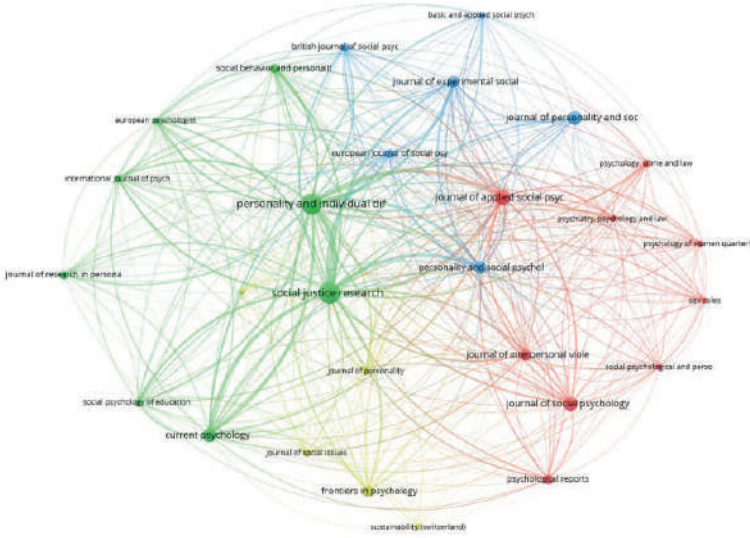 basic and applied social psych
british journal of social psyc
social behavior and personalit
journal of experimental social
journal of personality and soc
european psychologist
european journal of social psy
psychology, crime and law
international journal of psych
journal of applied social psyc
personality and individual dif
psychiatry, psychology and law
psychology of women quarterl
personality and social psychol
journal of research in persona
social justice research
sex roles
journal of interpersonal viole
social psychological and perso
journal of personality
social psychology of education
journal of social psychology
current psychology
journal of social issues
psychological reports
frontiers in psychology
sustainability (switzerland)